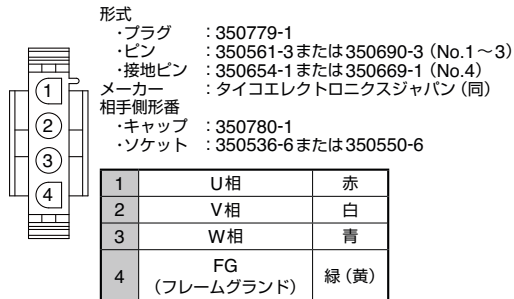 形式
・プラグ ：350779-1
・ピン ：350561-3または350690-3（No.1～3）
・接地ピン ：350654-1または350669-1（No.4）
メーカー ：タイコエレクトロニクスジャパン（同）
相手側形番
・キャップ ：350780-1
・ソケット ：350536-6または350550-6
1
2
3
4
1 U相 赤
2 V相 白
3 W相 青
4 FG（フレームグランド） 緑（黄）